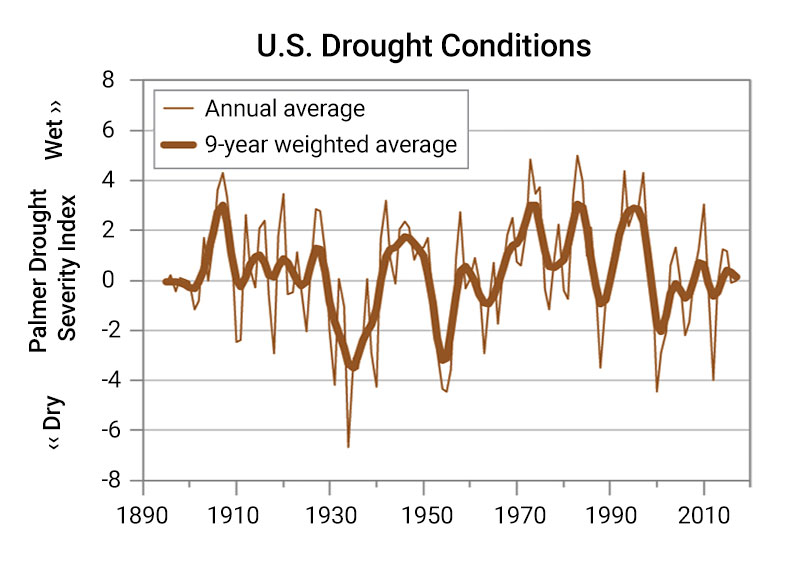 U.S. Drought Conditions
Annual average
9-year weighted average
Wet ››
Palmer Drought
Severity Index
‹‹ Dry
8
6
4
2
0
-2
-4
-6
-8
1890 1910 1930 1950 1970 1990 2010